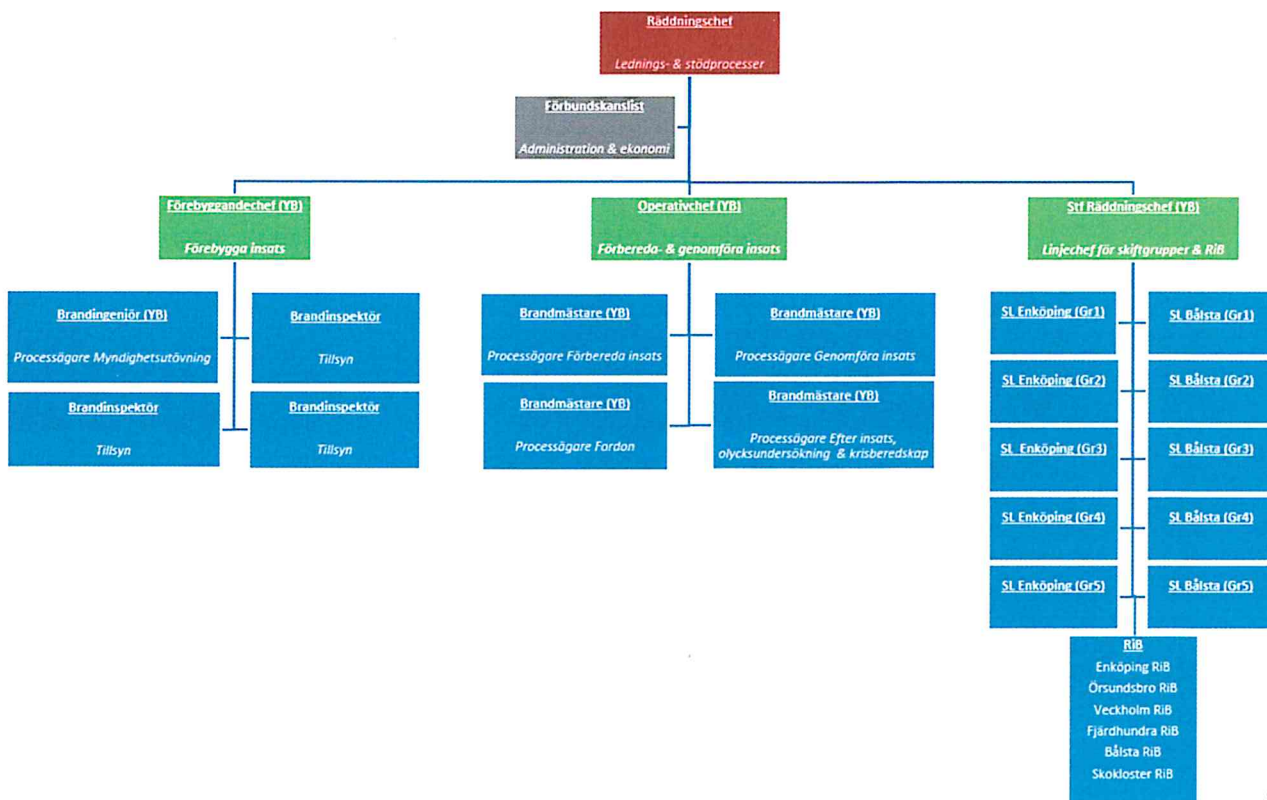 Räddningschef
Lednings- & stödprocesser
Förbundskanslist
Administration & ekonomi
Förebyggandechef (YB)
Förebygga insats
Operativchef (YB)
Förbereda- & genomföra insats
Stf Räddningschef (YB)
Linjechef för skiftgrupper & RiB
Brandingenjör (YB)
Processägare Myndighetsutövning
Brandinspektör
Tillsyn
Brandinspektör
Tillsyn
Brandinspektör
Tillsyn
Brandmästare (YB)
Processägare Förbereda insats
Brandmästare (YB)
Processägare Genomföra insats
Brandmästare (YB)
Processägare Fordon
Brandmästare (YB)
Processägare Efter insats,
olycksundersökning & krisberedskap
SL Enköping (Gr1)
SL Bålsta (Gr1)
SL Enköping (Gr2)
SL Bålsta (Gr2)
SL Enköping (Gr3)
SL Bålsta (Gr3)
SL Enköping (Gr4)
SL Bålsta (Gr4)
SL Enköping (Gr5)
SL Bålsta (Gr5)
RiB
Enköping RiB
Örsundsbro RiB
Veckholm RiB
Fjärdhundra RiB
Bålsta RiB
Skokloster RiB